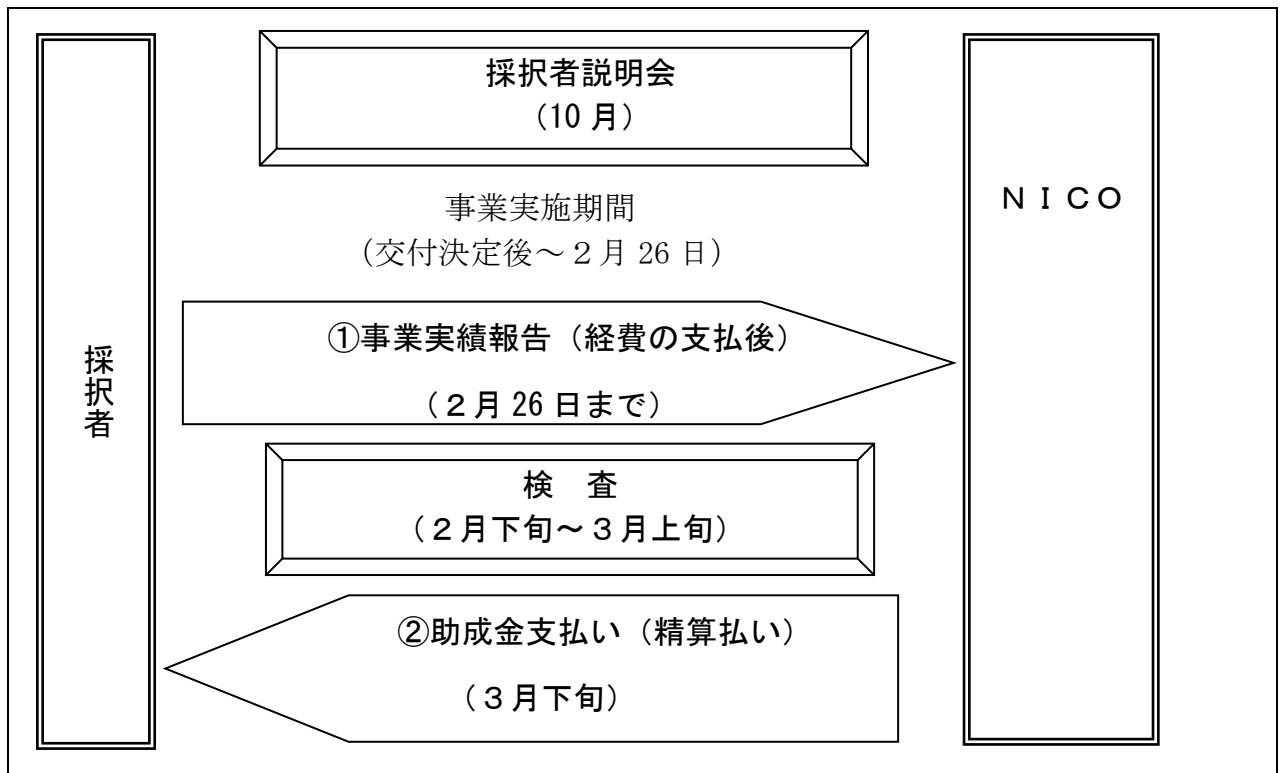 採択者説明会
（10月）
ＮＩＣＯ
事業実施期間
（交付決定後～２月 26 日）
①事業実績報告（経費の支払後）
（２月 26 日まで）
採択者
検　査
（２月下旬～３月上旬）
②助成金支払い（精算払い）
（３月下旬）